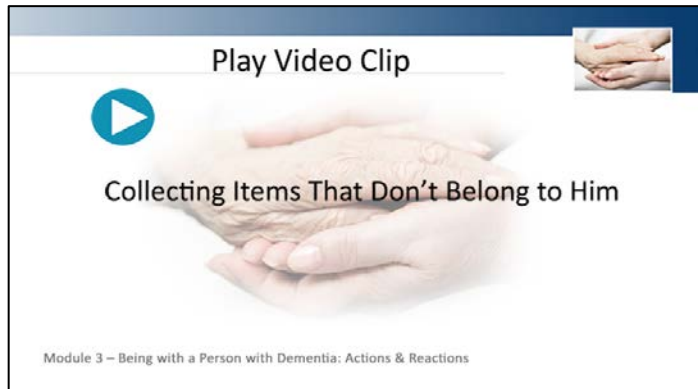 Play Video Clip
Collecting Items That Don’t Belong to Him
Module 3 – Being with a Person with Dementia: Actions & Reactions